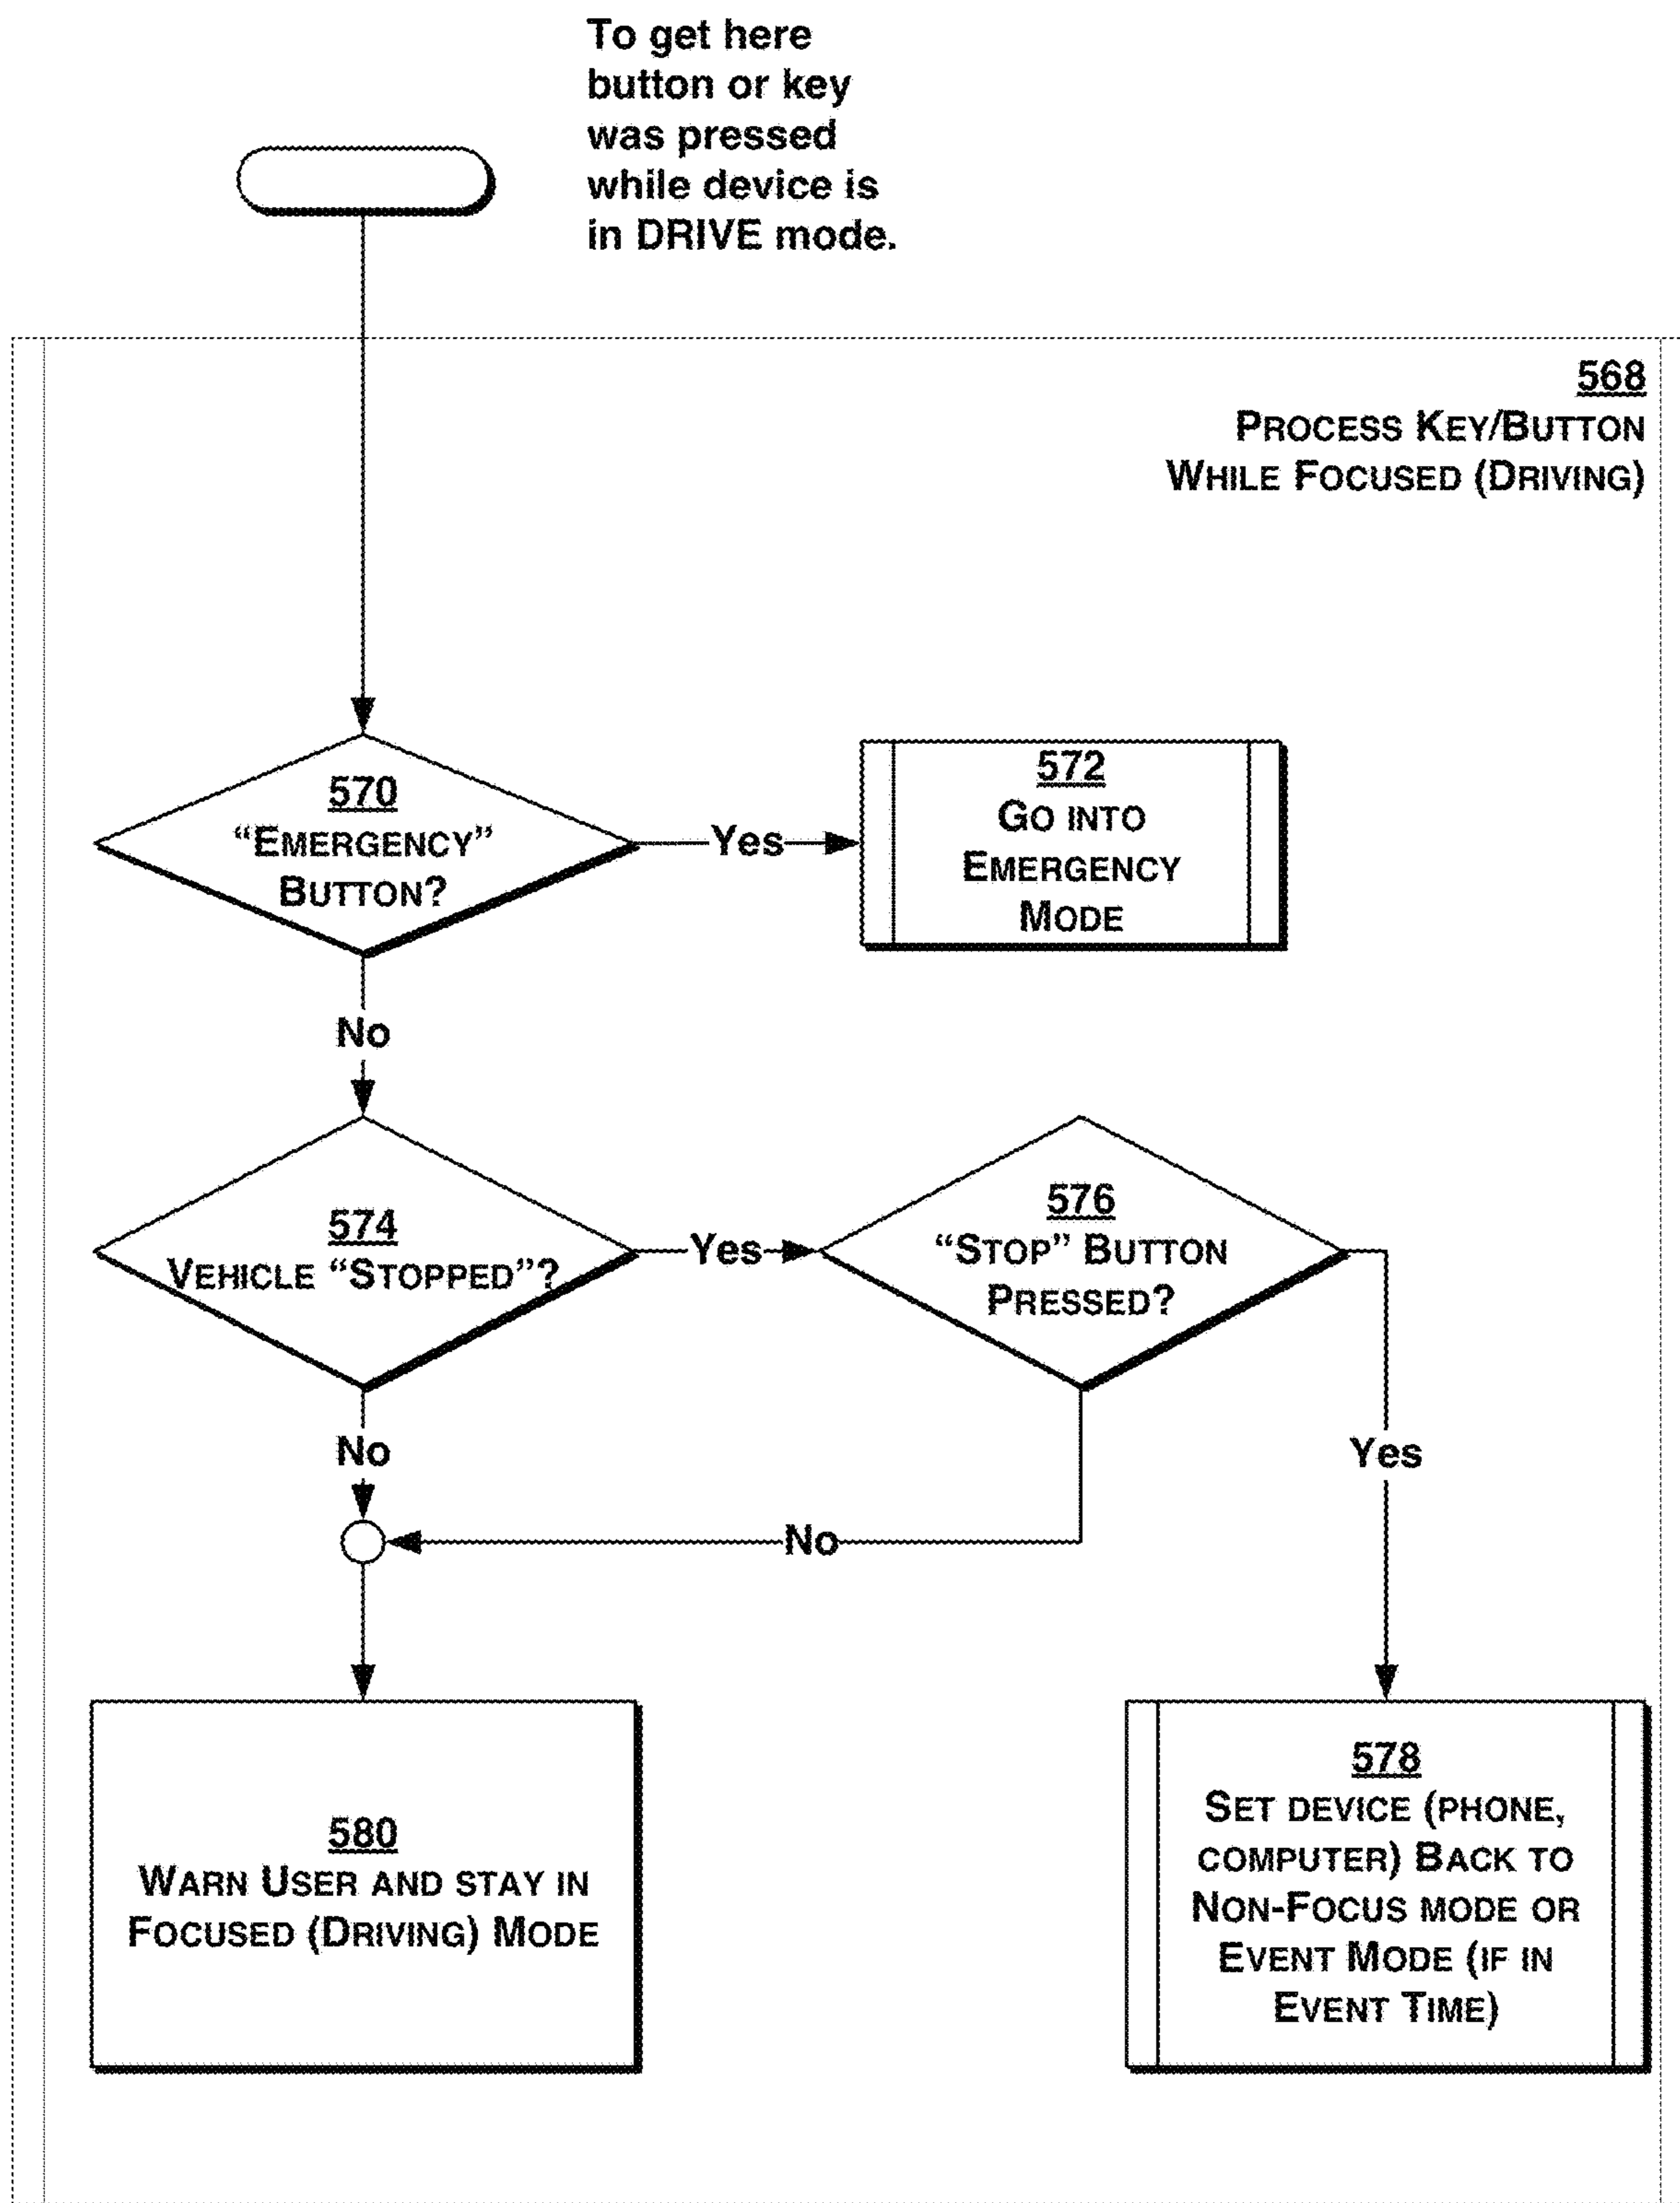 To get here
button or key
was pressed
while device is
in DRIVE mode.
568
PROCESS KEY/BUTTON
WHILE FOCUSED (DRIVING)
570
“EMERGENCY”
BUTTON?
Yes
572
GO INTO
EMERGENCY
MODE
No
574
VEHICLE “STOPPED”?
Yes
576
“STOP” BUTTON
PRESSED?
No
Yes
No
580
WARN USER AND STAY IN
FOCUSED (DRIVING) MODE
578
SET DEVICE (PHONE,
COMPUTER) BACK TO
NON-FOCUS MODE OR
EVENT MODE (IF IN
EVENT TIME)